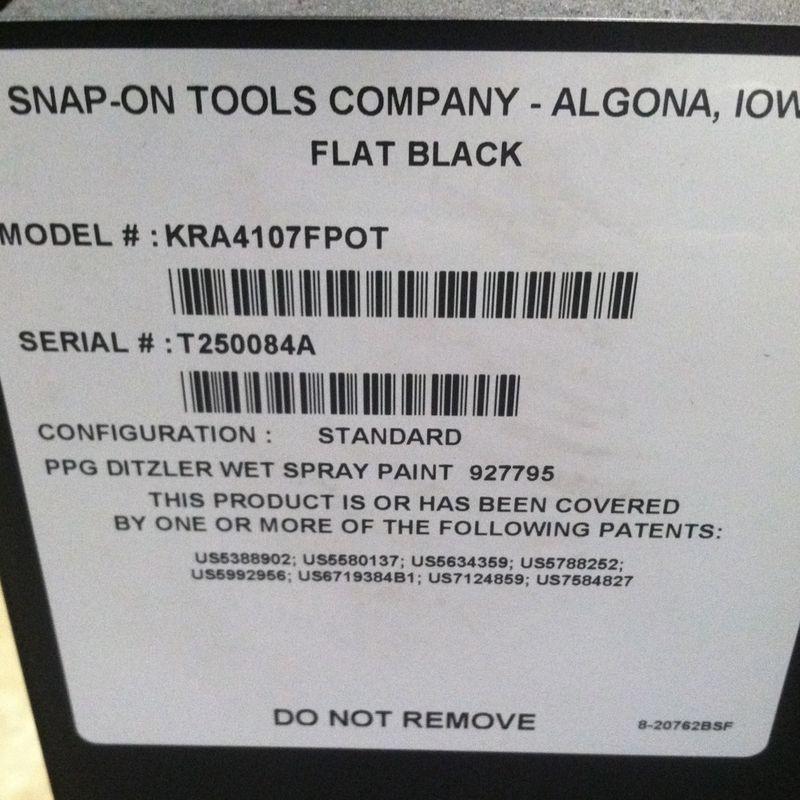 SNAP-ON TOOLS COMPANY - ALGONA, IOW
FLAT BLACK
MODEL # : KRA4107FPOT
SERIAL # : T250084A
CONFIGURATION : STANDARD
PPG DITZLER WET SPRAY PAINT 927795
THIS PRODUCT IS OR HAS BEEN COVERED
BY ONE OR MORE OF THE FOLLOWING PATENTS:
US5388902; US5580137; US5634359; US5788252;
US5992956; US6719384B1; US7124859; US7584827
DO NOT REMOVE
8-20762BSF